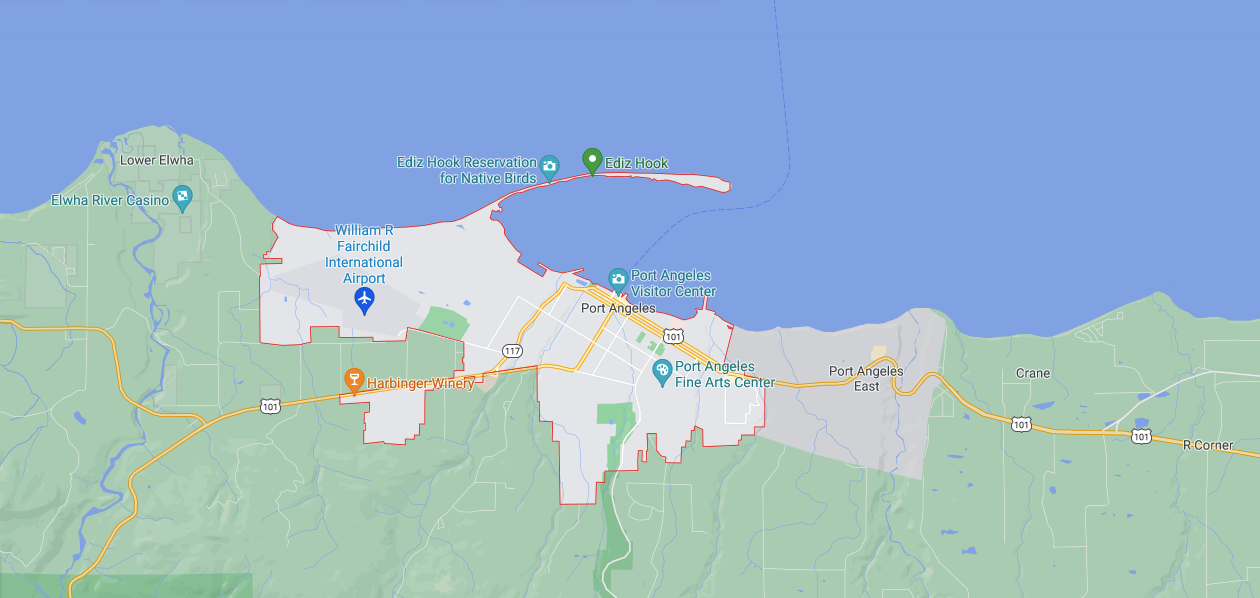 Lower Elwha
Ediz Hook Reservation
for Native Birds
Ediz Hook
Elwha River Casino
William R
Fairchild
International
Airport
Port Angeles
Visitor Center
Port Angeles
101
117
Port Angeles
Fine Arts Center
Port Angeles
East
Crane
Harbinger Winery
101
101
101
R Corner